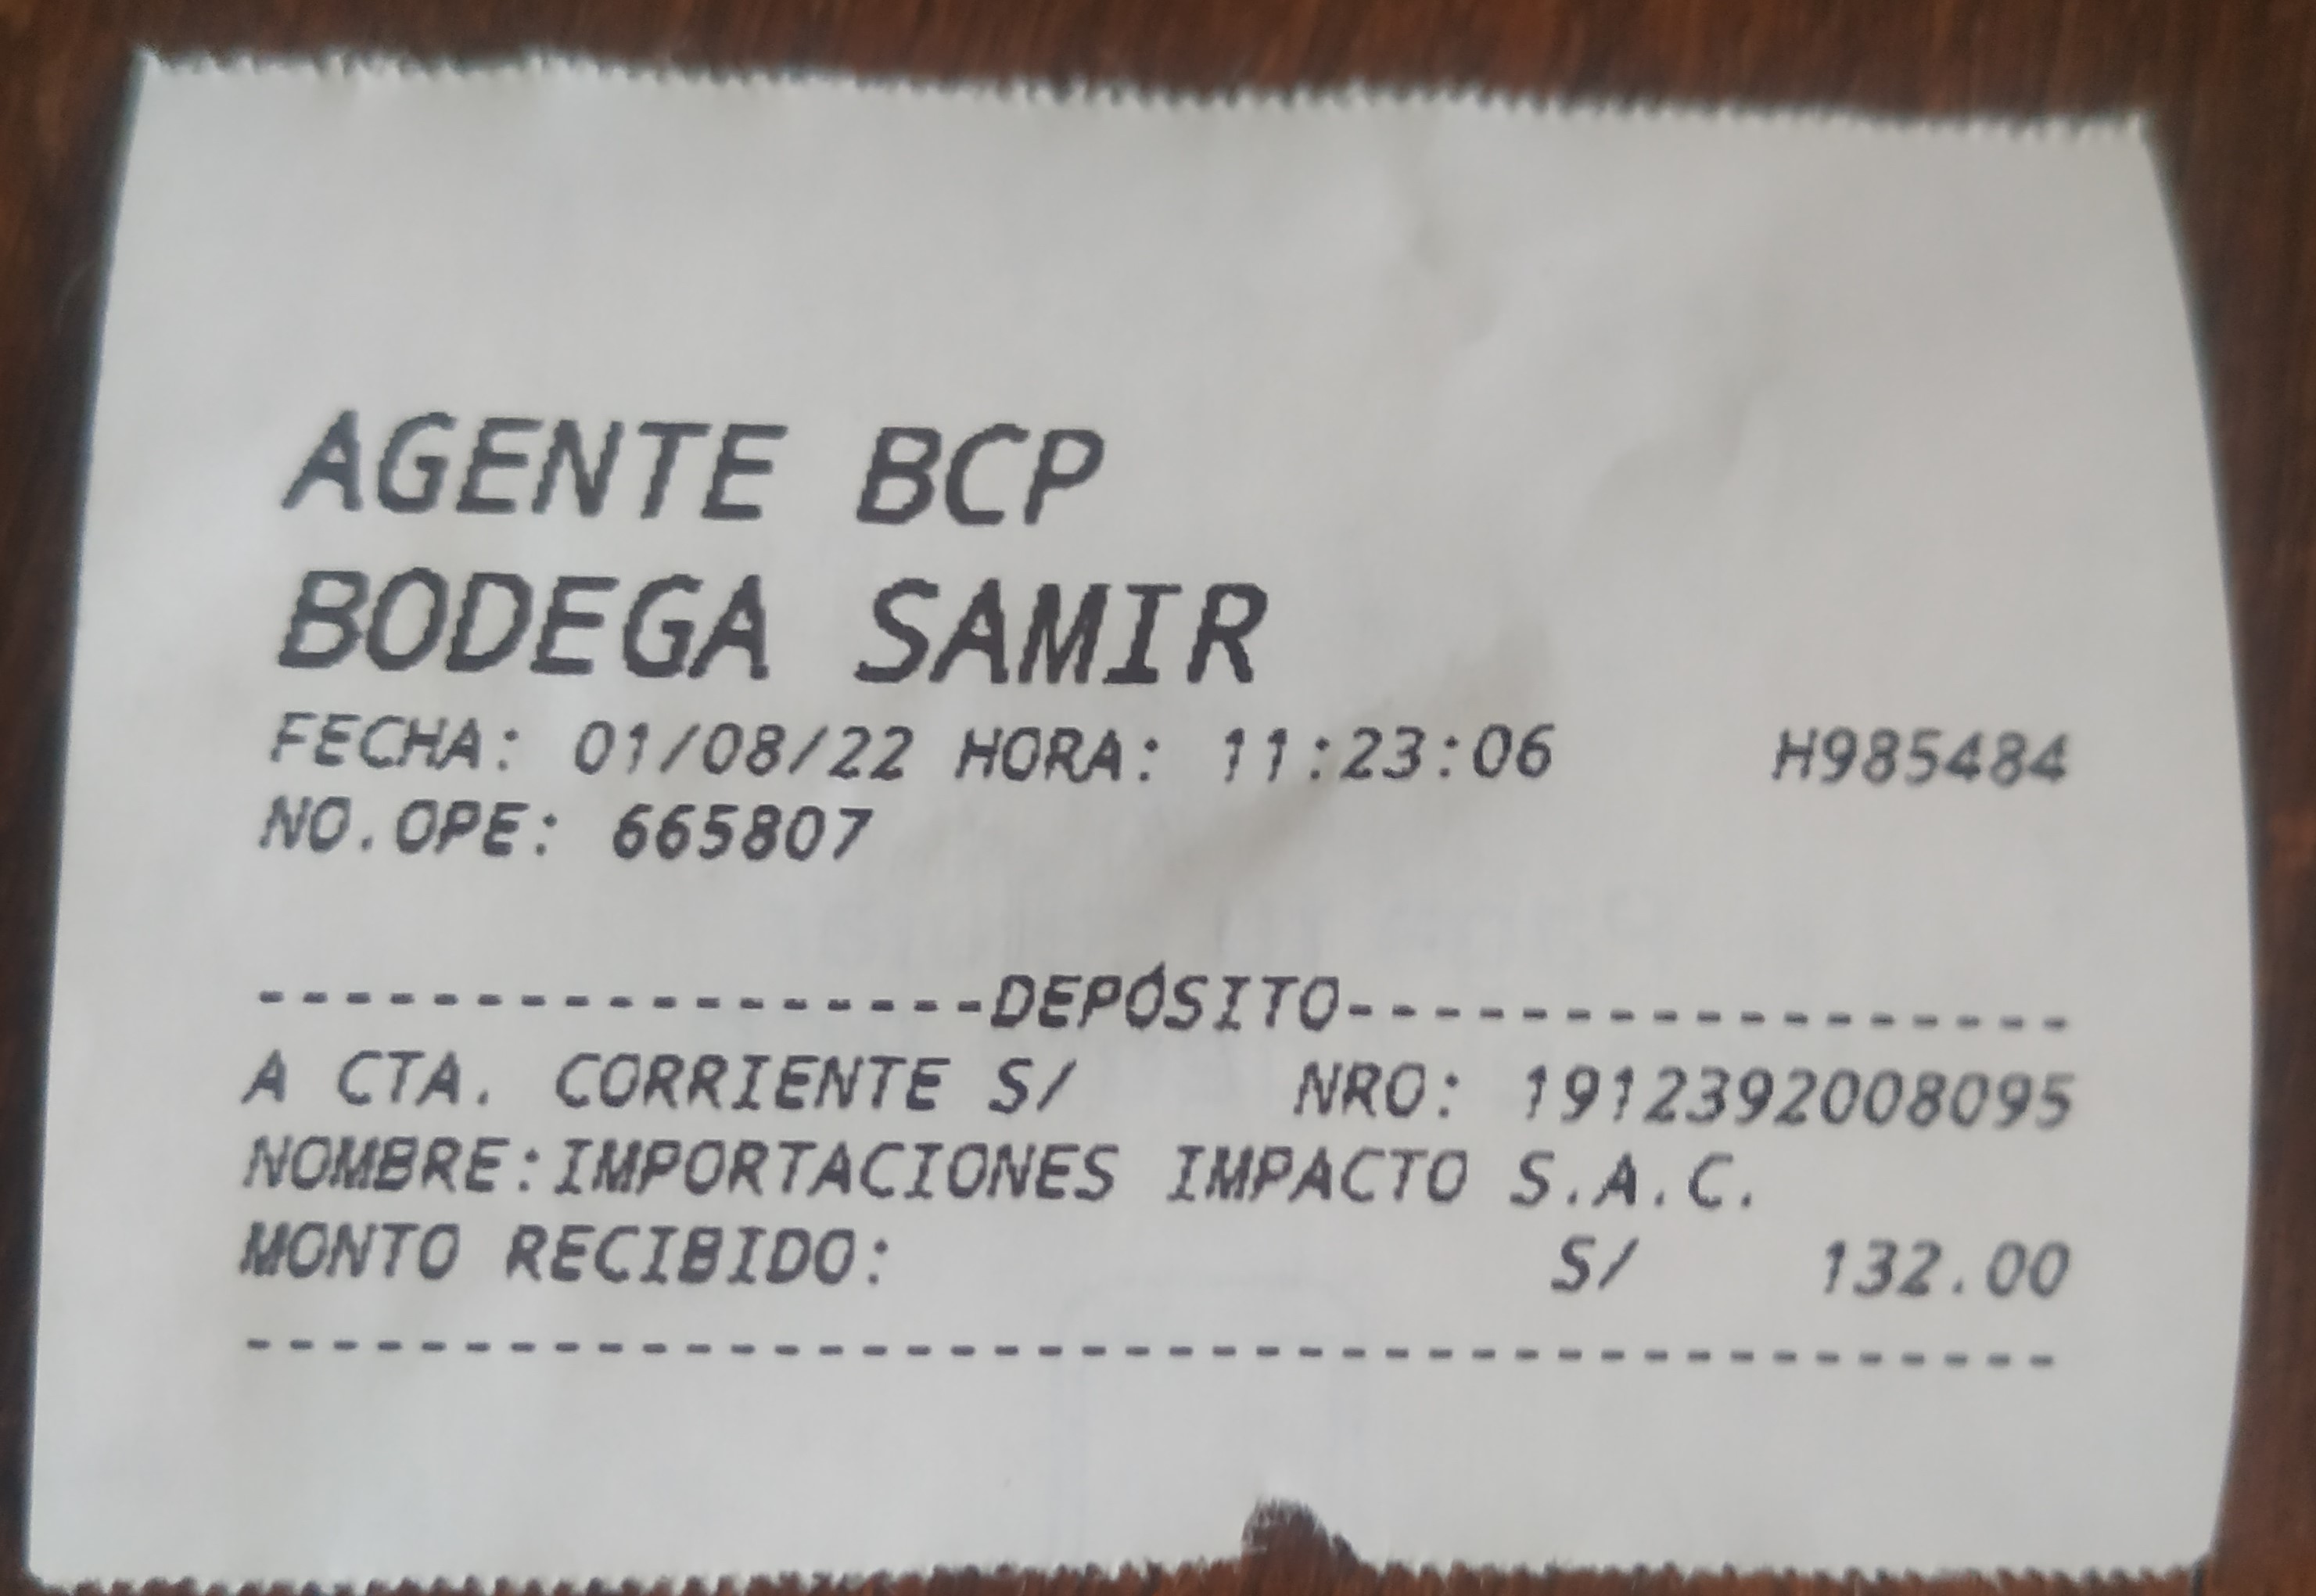 AGENTE BCP
BODEGA SAMIR
FECHA: 01/08/22 HORA: 11:23:06 H985484
NO.OPE: 665807
------------------DEPÓSITO-----------------
A CTA. CORRIENTE S/ NRO: 1912392008095
NOMBRE:IMPORTACIONES IMPACTO S.A.C.
MONTO RECIBIDO: S/ 132.00
------------------------------------------